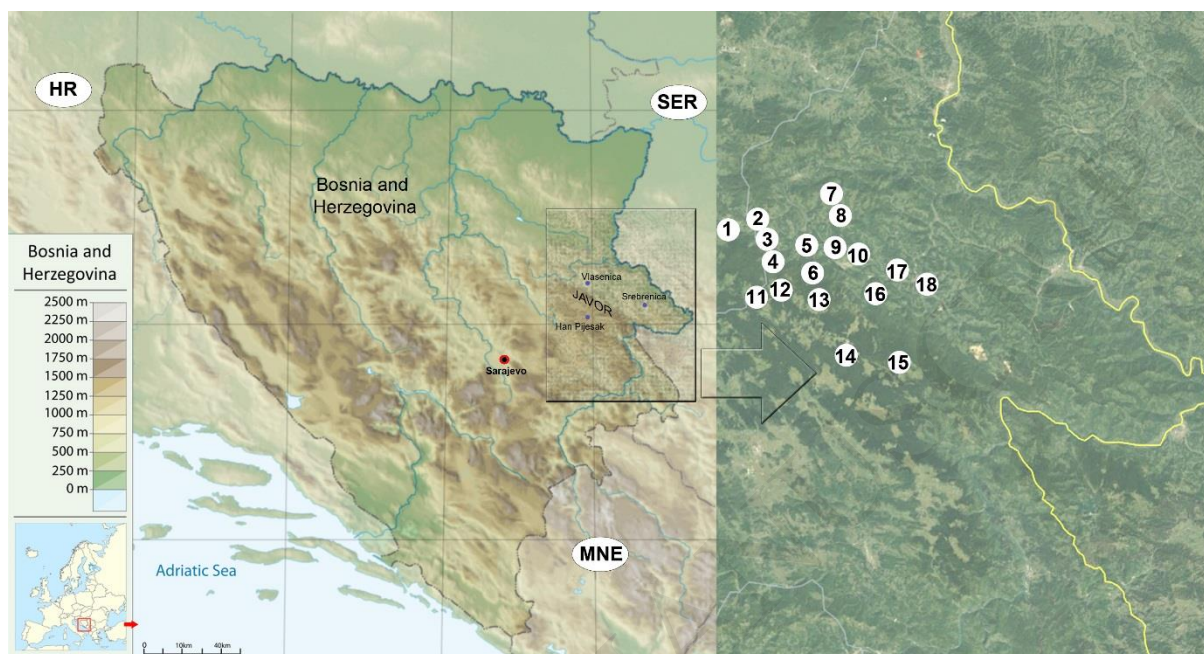 HR
SER
Bosnia and
Herzegovina
Vlasenica
JAVOR
Srebrenica
Han Pijesak
Sarajevo
MNE
Adriatic Sea
Bosnia and
Herzegovina
2500 m
2250 m
2000 m
1750 m
1500 m
1250 m
1000 m
750 m
500 m
250 m
0 m
0 10km 40km
7
8
2
1
3
5
9
10
4
6
17
18
12
11
13
16
14
15